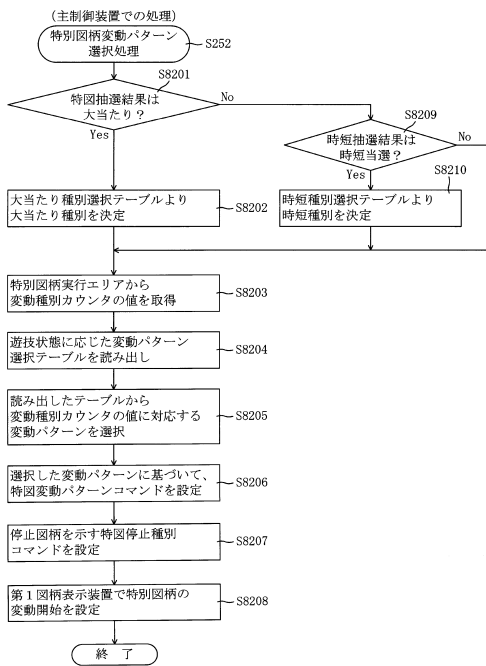 (主制御装置での処理)
特別図柄変動パターン
選択処理
S252
S8201
特図抽選結果は
大当たり?
No
Yes
S8209
時短抽選結果は
時短当選?
No
Yes
S8210
大当たり種別選択テーブルより
大当たり種別を決定
S8202
時短種別選択テーブルより
時短種別を決定
特別図柄実行エリアから
変動種別カウンタの値を取得
S8203
遊技状態に応じた変動パターン
選択テーブルを読み出し
S8204
読み出したテーブルから
変動種別カウンタの値に対応する
変動パターンを選択
S8205
選択した変動パターンに基づいて、
特図変動パターンコマンドを設定
S8206
停止図柄を示す特図停止種別
コマンドを設定
S8207
第1図柄表示装置で特別図柄の
変動開始を設定
S8208
終 了